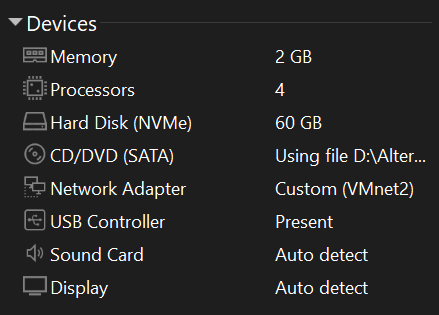 Devices
Memory 2 GB
Processors 4
Hard Disk (NVMe) 60 GB
CD/DVD (SATA) Using file D:\Alter...
Network Adapter Custom (VMnet2)
USB Controller Present
Sound Card Auto detect
Display Auto detect